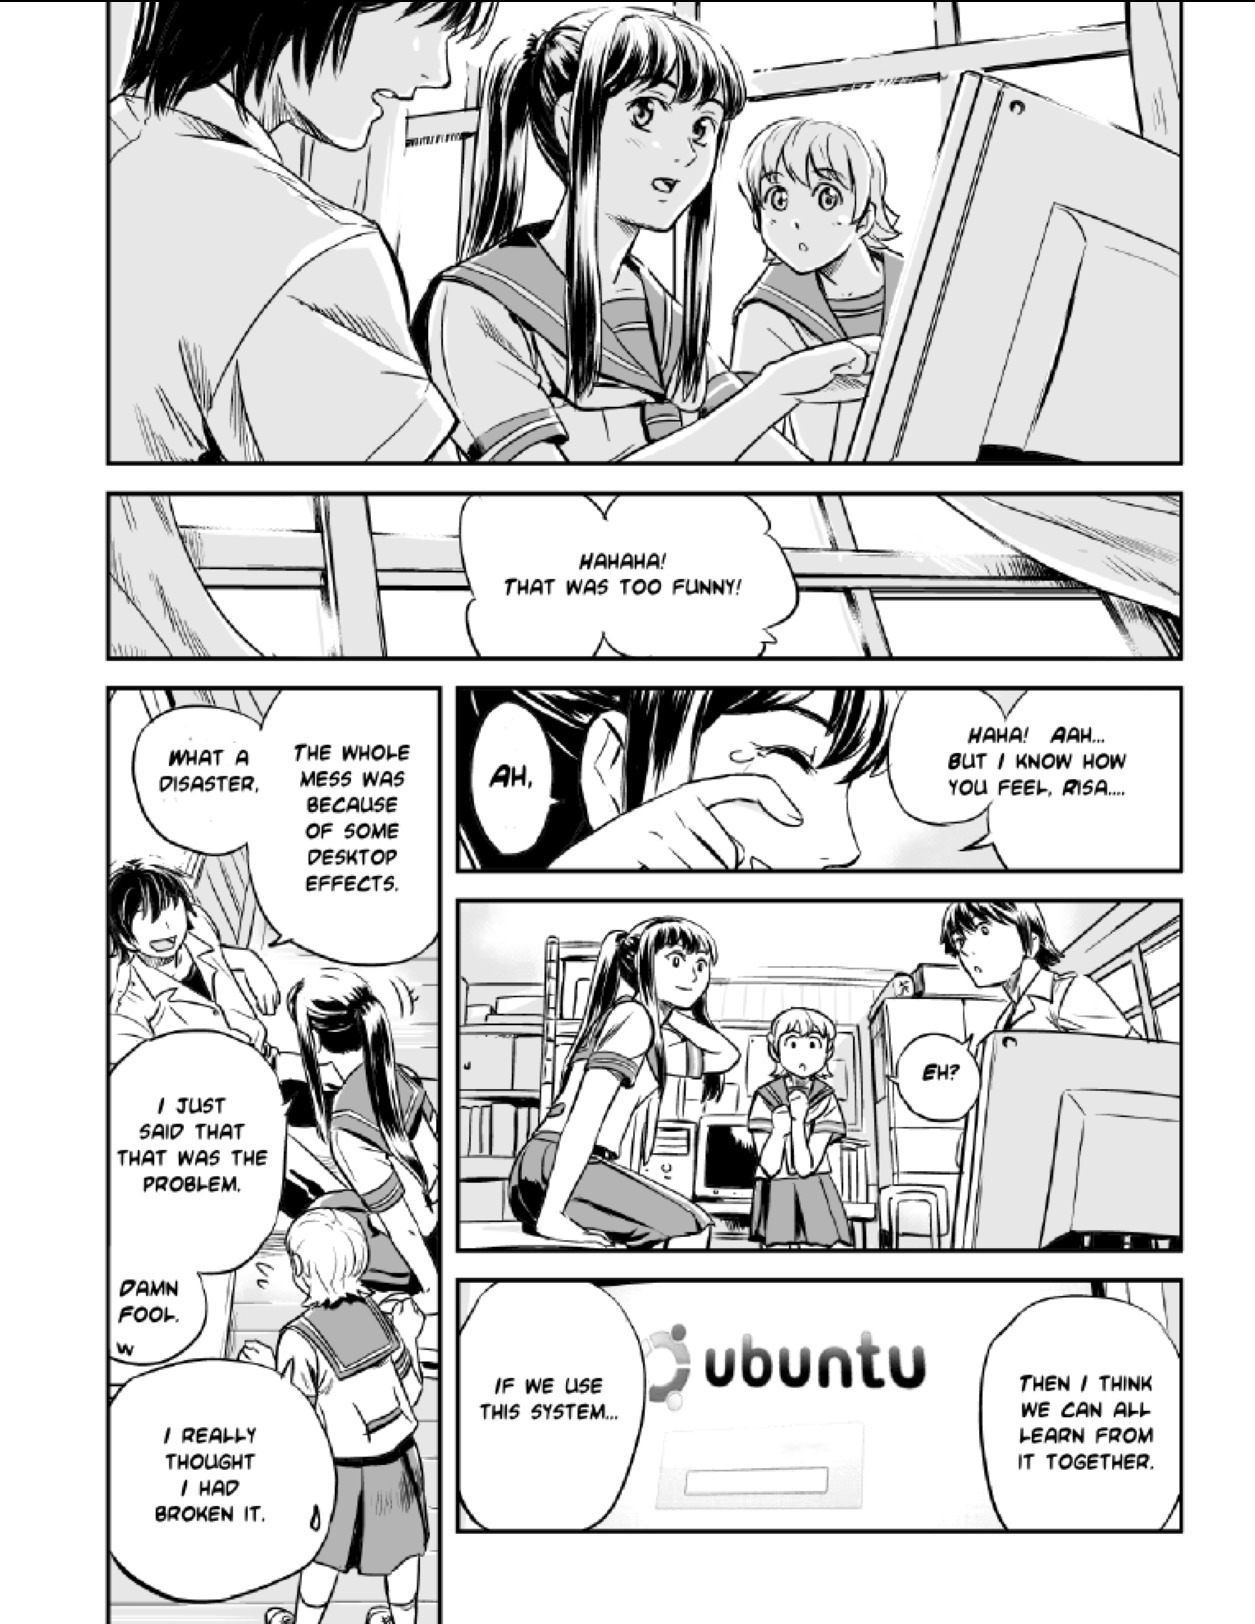 HAHAHA!
THAT WAS TOO FUNNY!
WHAT A
DISASTER,
THE WHOLE
MESS WAS
BECAUSE
OF SOME
DESKTOP
EFFECTS.
I JUST
SAID THAT
THAT WAS THE
PROBLEM.
DAMN
FOOL.
W
I REALLY
THOUGHT
I HAD
BROKEN IT.
AH,
HAHA! AAH...
BUT I KNOW HOW
YOU FEEL, RISA....
EH?
IF WE USE
THIS SYSTEM...
ubuntu
THEN I THINK
WE CAN ALL
LEARN FROM
IT TOGETHER.